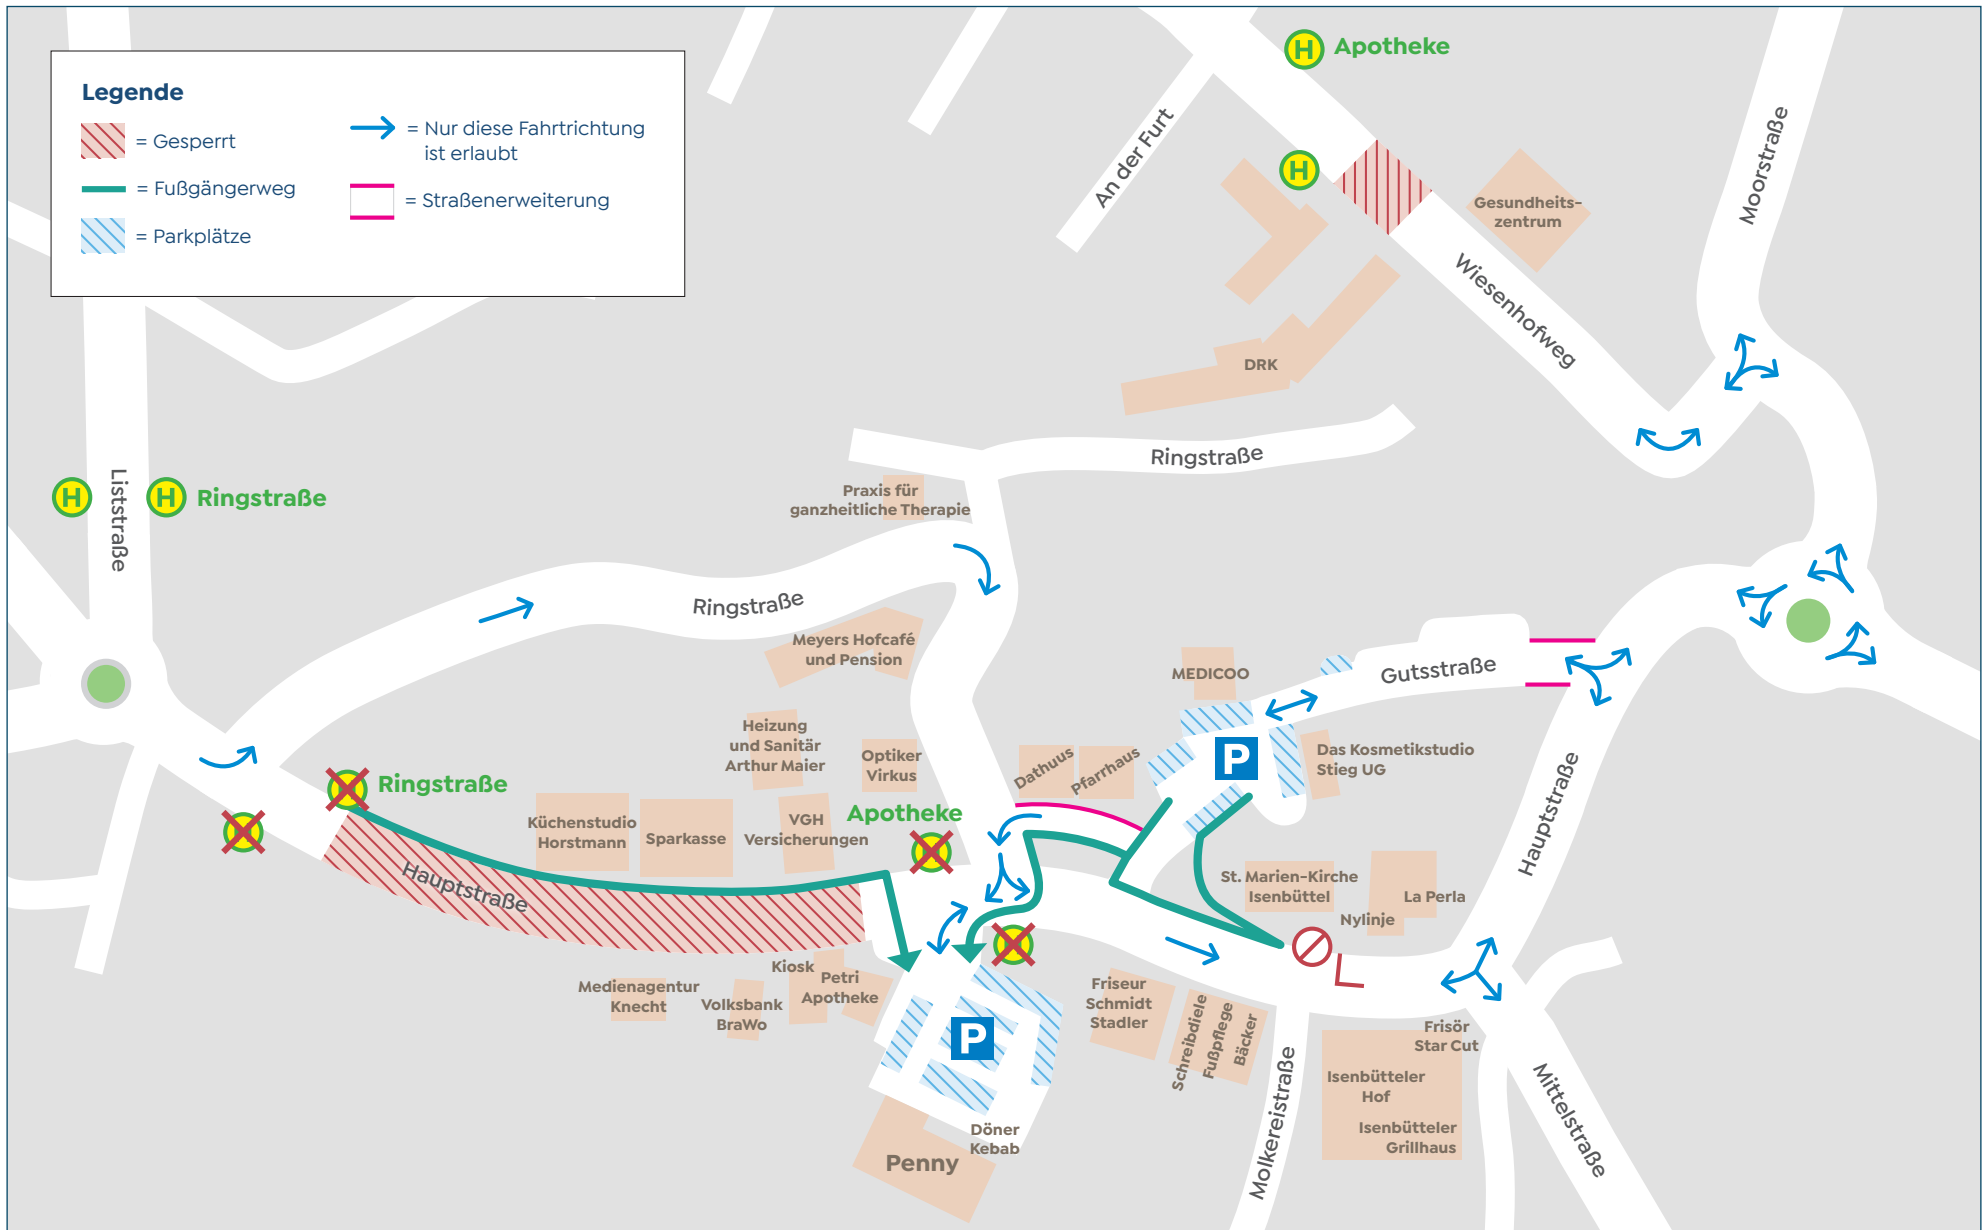 Legende
= Gesperrt
= Fußgängerweg
= Parkplätze
= Nur diese Fahrtrichtung
ist erlaubt
= Straßenerweiterung
H
Apotheke
H
An der Furt
Gesundheits-
zentrum
Moorstraße
Wiesenhofweg
DRK
Ringstraße
H
H
Ringstraße
Liststraße
Praxis für
ganzheitliche Therapie
Ringstraße
Meyers Hofcafé
und Pension
MEDICOO
Gutsstraße
Heizung
und Sanitär
Arthur Maier
Optiker
Virkus
Dathuus
Pfarrhaus
P
Das Kosmetikstudio
Stieg UG
Hauptstraße
Ringstraße
Apotheke
Küchenstudio
Horstmann
Sparkasse
VGH
Versicherungen
Hauptstraße
St. Marien-Kirche
Isenbüttel
La Perla
Nylinje
Kiosk
Petri
Apotheke
Medienagentur
Knecht
Volksbank
BraWo
P
Friseur
Schmidt
Stadler
Schreibdiele
Fußpflege
Bäcker
Molkereistraße
Frisör
Star Cut
Isenbütteler
Hof
Isenbütteler
Grillhaus
Mittelstraße
Döner
Kebab
Penny